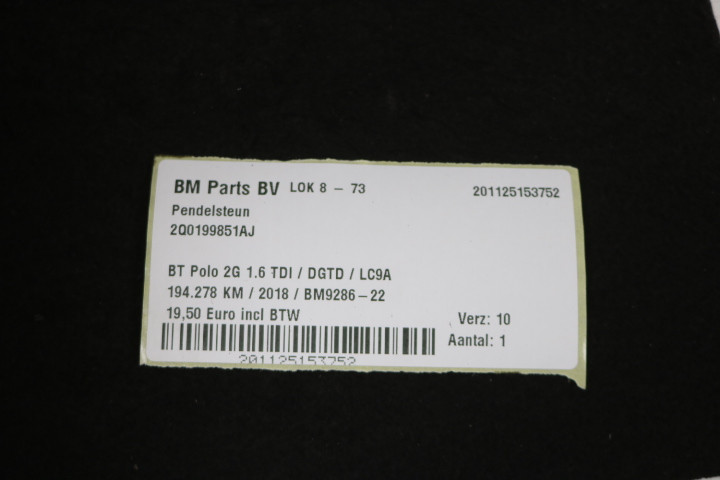 BM Parts BV LOK 8 - 73 201125153752
Pendelsteun
2Q0199851AJ
BT Polo 2G 1.6 TDI / DGTD / LC9A
194.278 KM / 2018 / BM9286-22
19,50 Euro incl BTW Verz: 10
Aantal: 1
201125153752